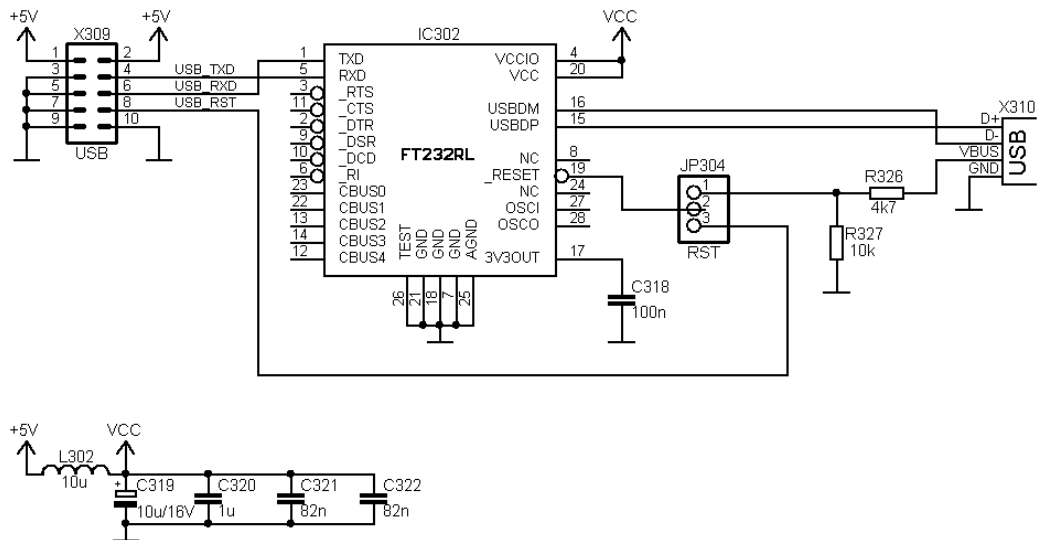 +5V +5V VCC
X309 IC302
1 2
3 4 USB_TXD
5 6 USB_RXD
7 8 USB_RST
9 10
USB
1 TXD VCCIO 4
5 RXD VCC 20
3 _RTS
11 _CTS USBDM 16
2 _DTR USBDP 15
9 _DSR
10 _DCD NC 8
6 _RI _RESET 19
23 CBUS0 NC 24
22 CBUS1 OSCI 27
13 CBUS2 OSCO 28
14 CBUS3
12 CBUS4 3V3OUT 17
FT232RL
TEST GND GND GND AGND
26 21 18 7 25
JP304
1
2
3
RST
C318
100n
R326
4k7
R327
10k
X310
D+
D-
VBUS
GND
USB
+5V VCC
L302
10u
+ C319 C320 C321 C322
10u/16V 1u 82n 82n